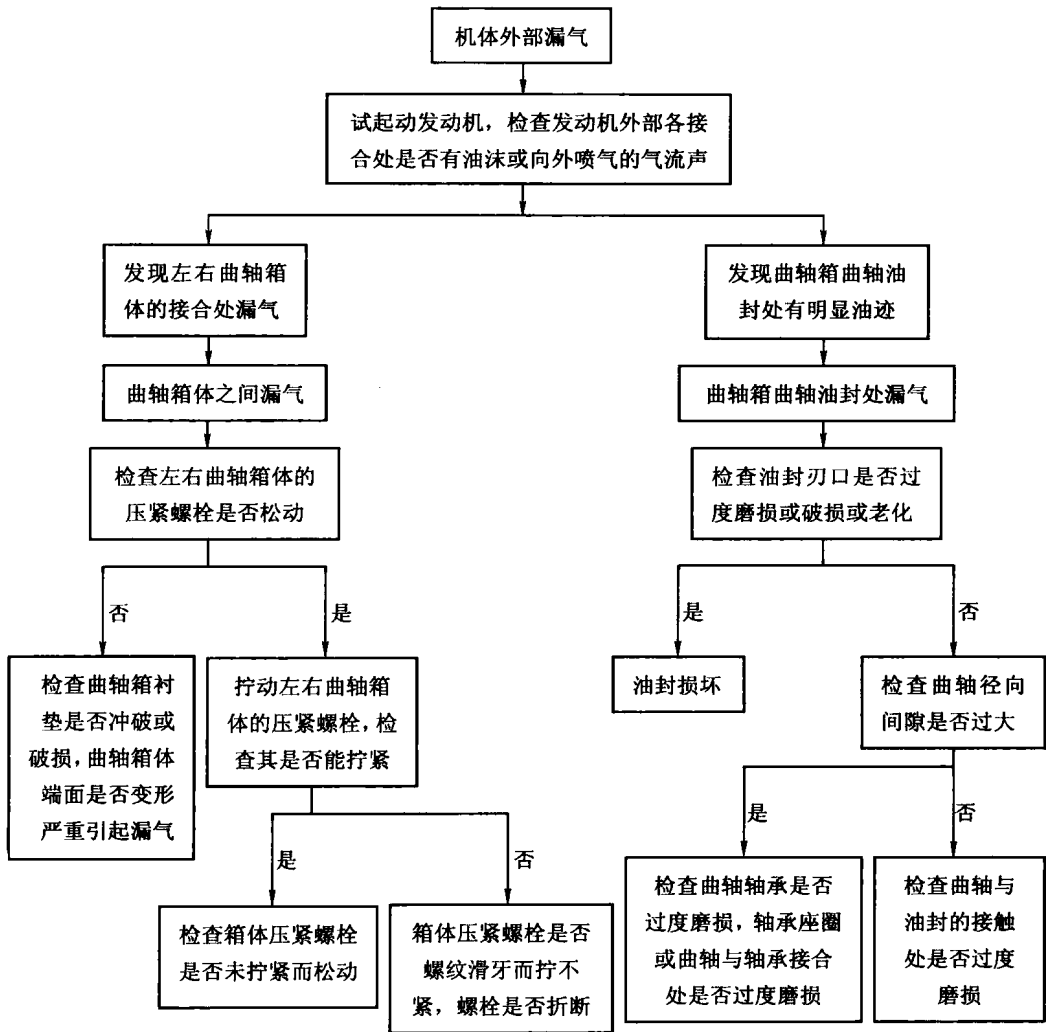 机体外部漏气
试起动发动机，检查发动机外部各接
合处是否有油沫或向外喷气的气流声
发现左右曲轴箱
体的接合处漏气
曲轴箱体之间漏气
检查左右曲轴箱体的
压紧螺栓是否松动
否
是
检查曲轴箱衬
垫是否冲破或
破损，曲轴箱体
端面是否变形
严重引起漏气
拧动左右曲轴箱
体的压紧螺栓，检
查其是否能拧紧
是
否
检查箱体压紧螺栓
是否未拧紧而松动
箱体压紧螺栓是否
螺纹滑牙而拧不
紧，螺栓是否折断
发现曲轴箱曲轴油
封处有明显油迹
曲轴箱曲轴油封处漏气
检查油封刃口是否过
度磨损或破损或老化
是
否
油封损坏
检查曲轴径向
间隙是否过大
是
否
检查曲轴轴承是否
过度磨损，轴承座圈
或曲轴与轴承接合
处是否过度磨损
检查曲轴与
油封的接触
处是否过度
磨损